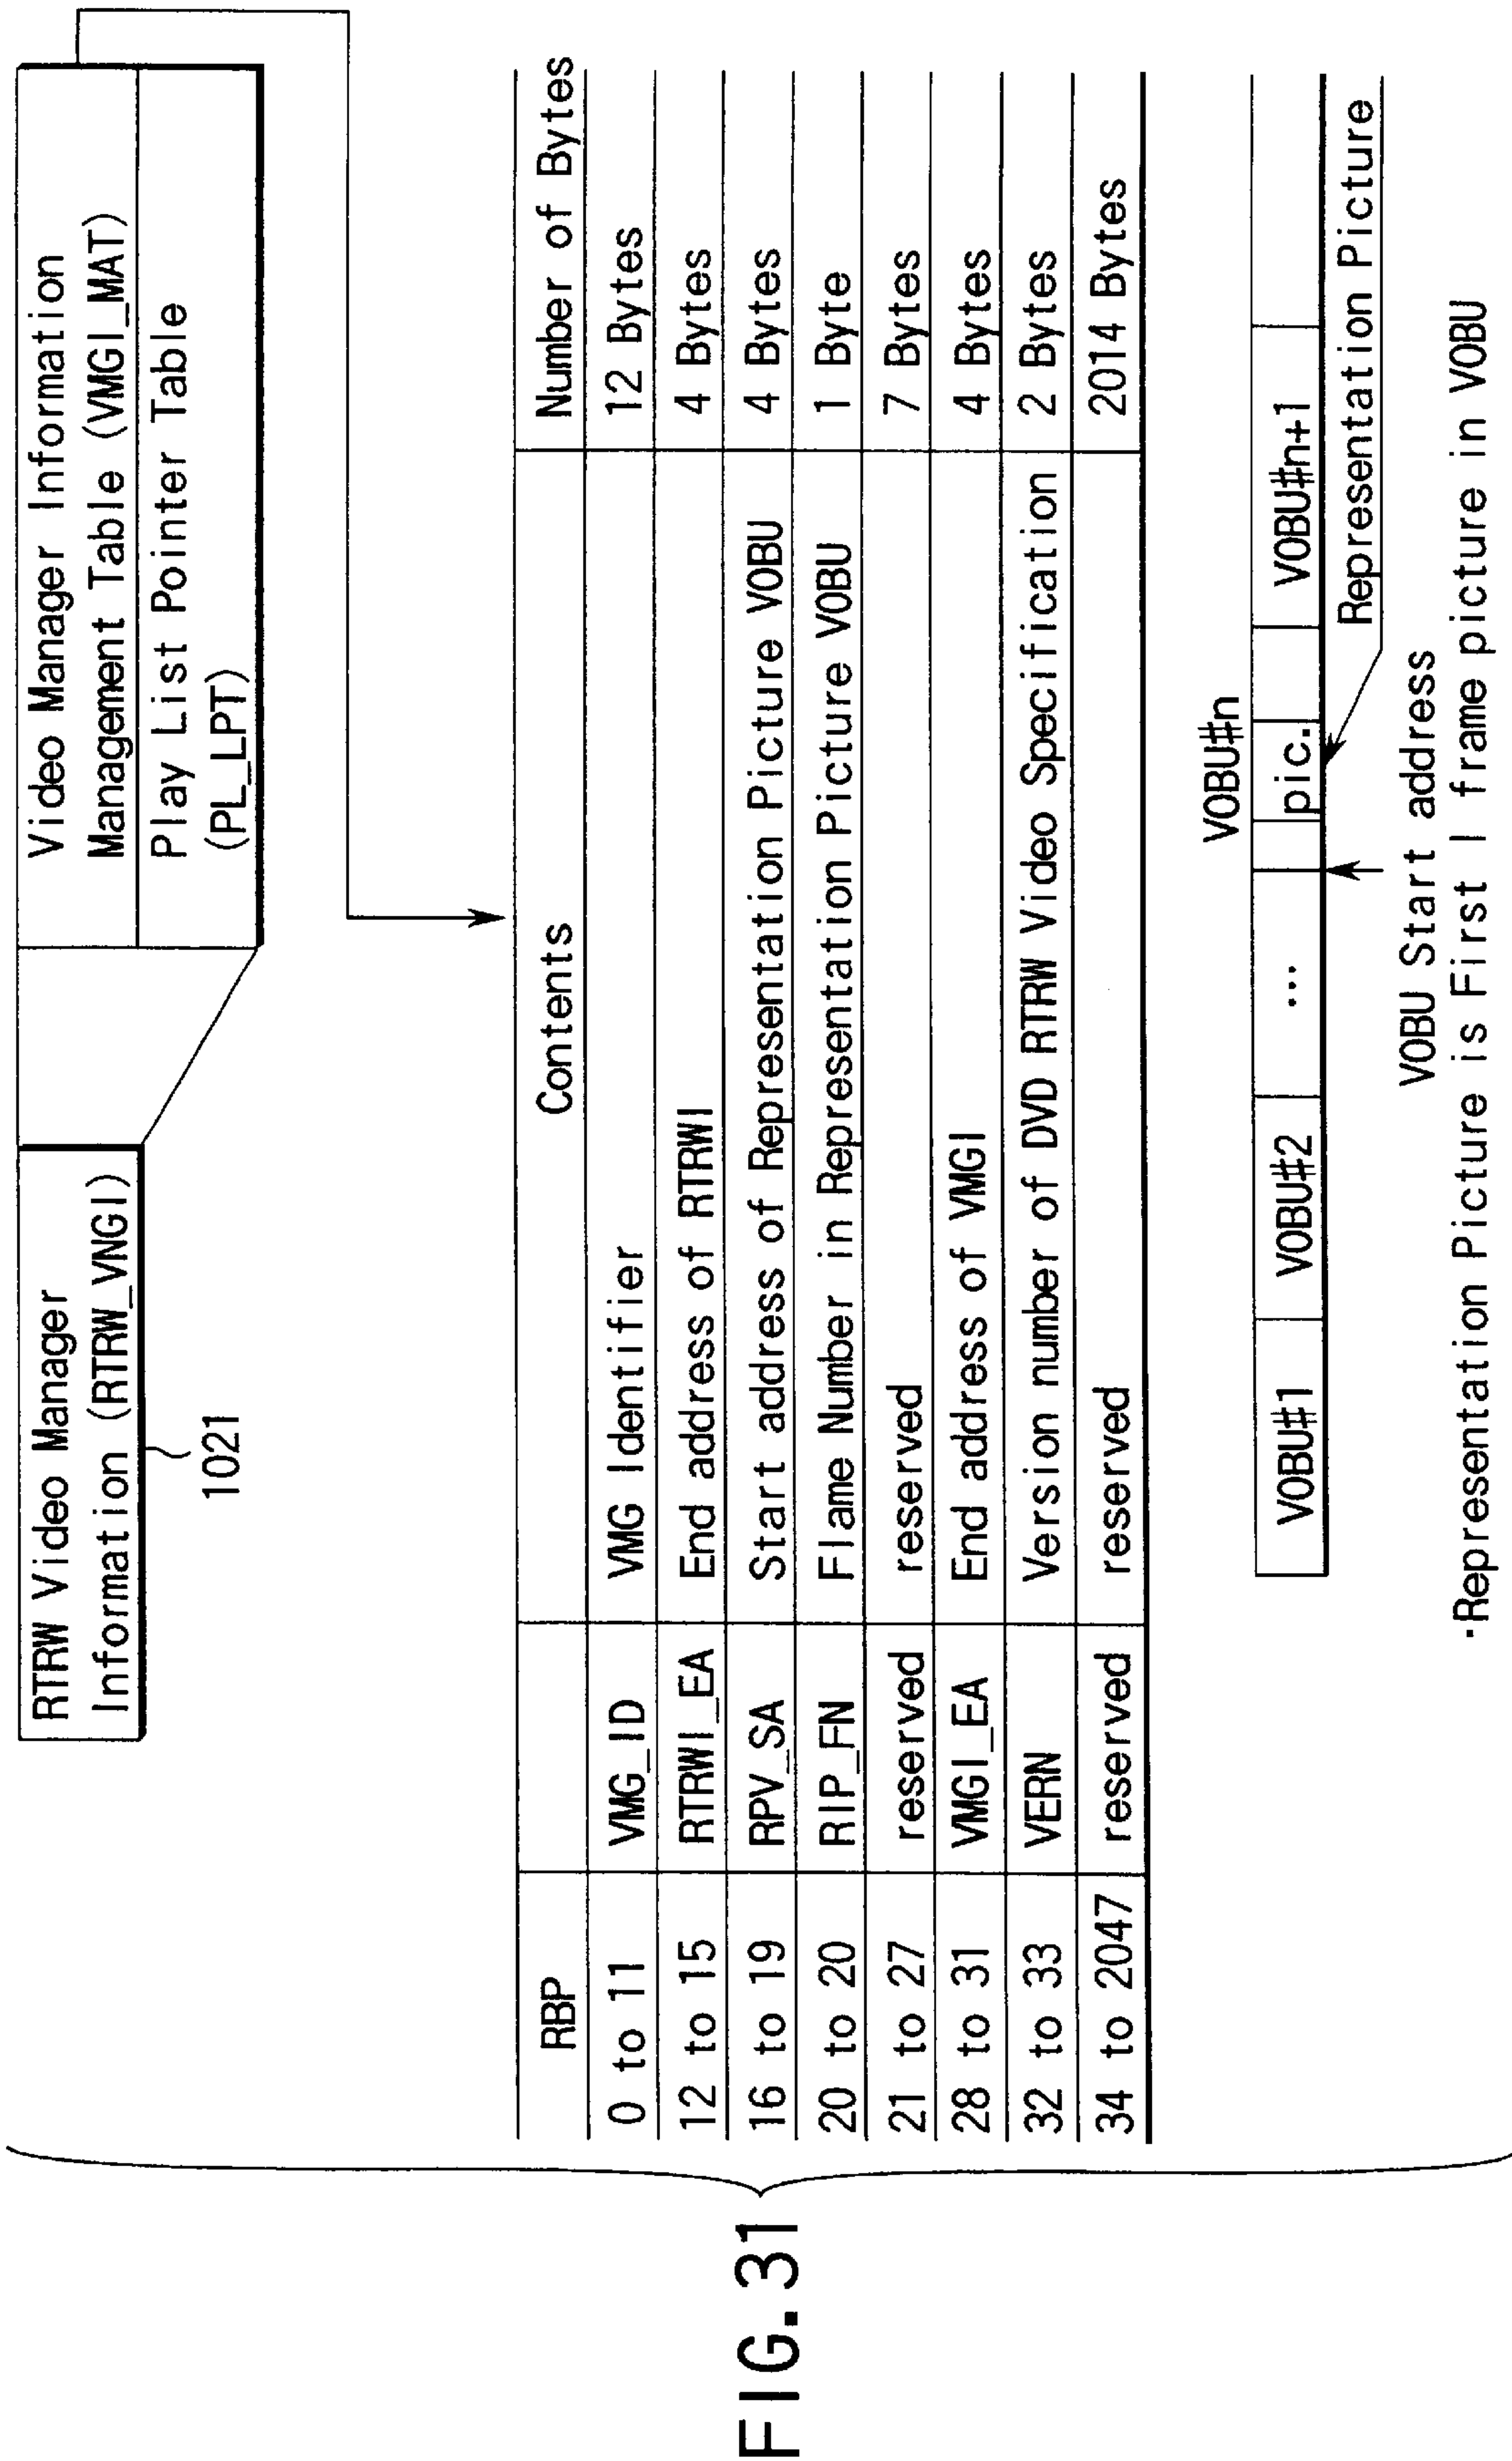 FIG. 31
RTRW Video Manager
Information (RTRW_VNGI)
1021
Video Manager Information
Management Table (VMGI_MAT)
Play List Pointer Table
(PL_LPT)
RBP Contents Number of Bytes
0 to 11 VMG_ID VMG Identifier 12 Bytes
12 to 15 RTRWI_EA End address of RTRWI 4 Bytes
16 to 19 RPV_SA Start address of Representation Picture VOBU 4 Bytes
20 to 20 RIP_FN Flame Number in Representation Picture VOBU 1 Byte
21 to 27 reserved reserved 7 Bytes
28 to 31 VMGI_EA End address of VMGI 4 Bytes
32 to 33 VERN Version number of DVD RTRW Video Specification 2 Bytes
34 to 2047 reserved reserved 2014 Bytes
VOBU#n
VOBU#1 VOBU#2 ... pic. VOBU#n+1
Representation Picture
VOBU Start address
·Representation Picture is First I frame picture in VOBU